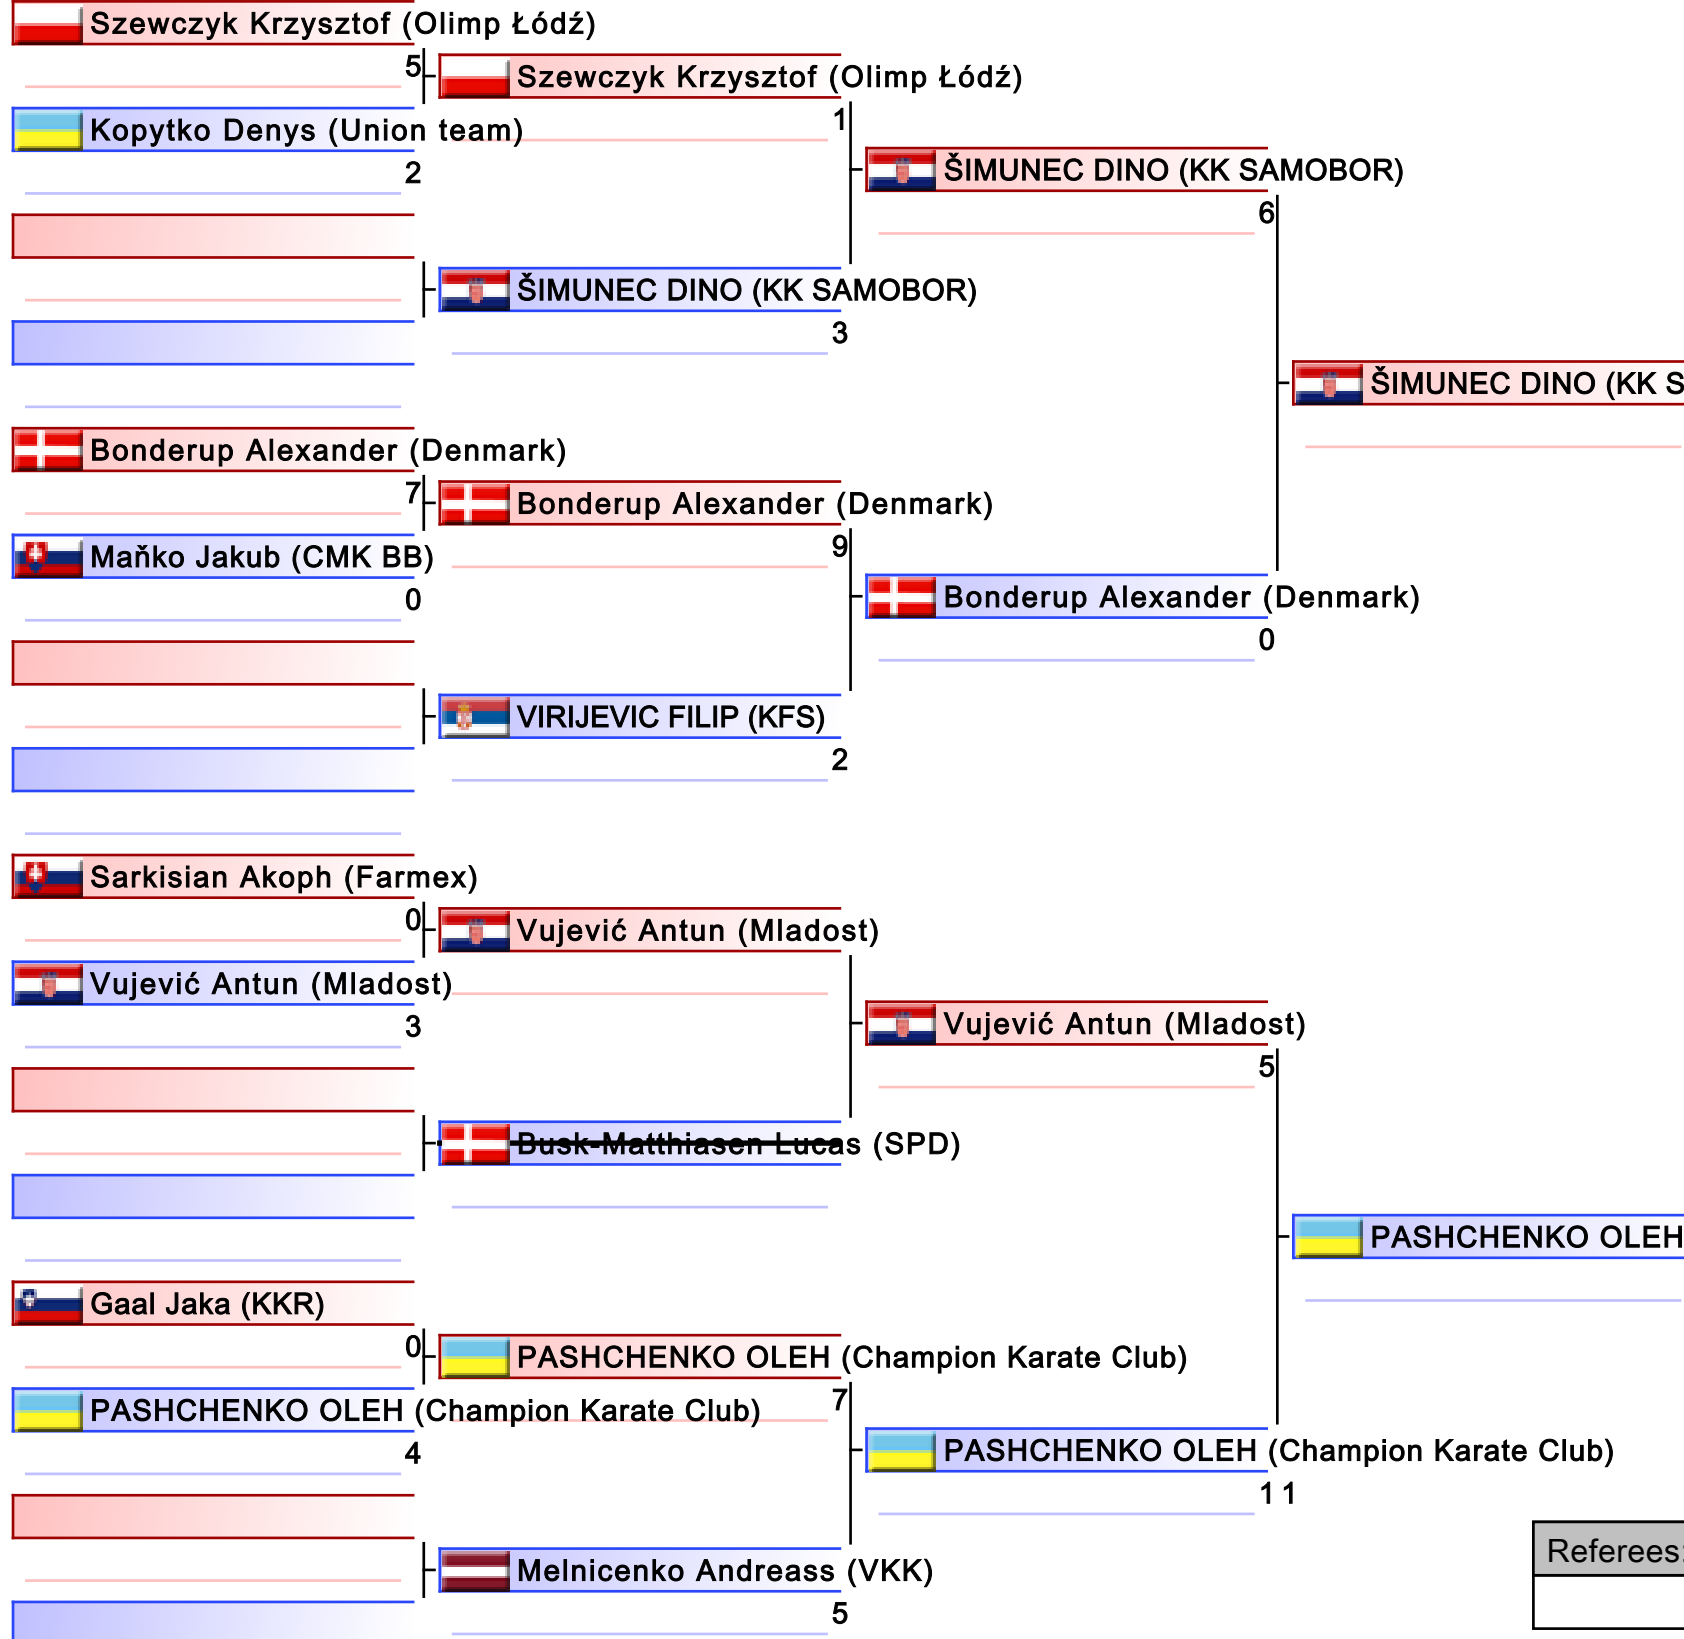 Szewczyk Krzysztof (Olimp Łódź)
5
Szewczyk Krzysztof (Olimp Łódź)
1
Kopytko Denys (Union team)
2
ŠIMUNEC DINO (KK SAMOBOR)
6
ŠIMUNEC DINO (KK SAMOBOR)
3
ŠIMUNEC DINO (KK S
Bonderup Alexander (Denmark)
7
Bonderup Alexander (Denmark)
9
Maňko Jakub (CMK BB)
0
Bonderup Alexander (Denmark)
0
VIRIJEVIC FILIP (KFS)
2
Sarkisian Akoph (Farmex)
0
Vujević Antun (Mladost)
Vujević Antun (Mladost)
3
Vujević Antun (Mladost)
5
Busk-Matthiasen Lucas (SPD)
PASHCHENKO OLEH
Gaal Jaka (KKR)
0
PASHCHENKO OLEH (Champion Karate Club)
7
PASHCHENKO OLEH (Champion Karate Club)
4
PASHCHENKO OLEH (Champion Karate Club)
11
Melnicenko Andreass (VKK)
5
Referees: